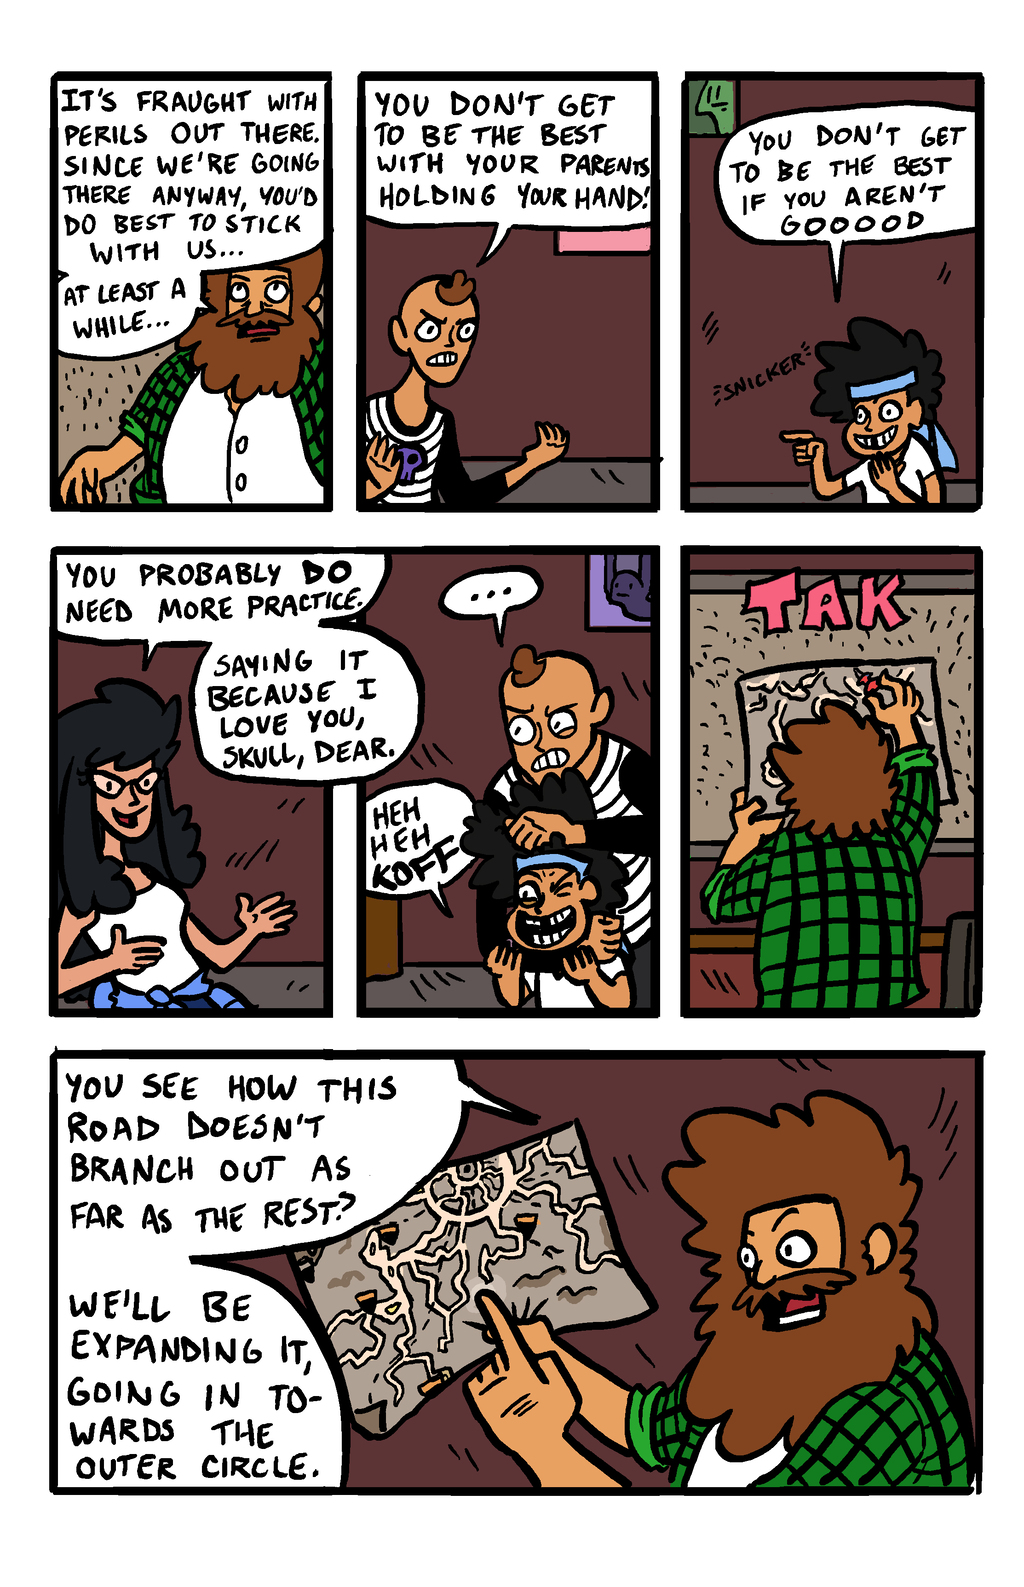 IT'S FRAUGHT WITH
PERILS OUT THERE.
SINCE WE'RE GOING
THERE ANYWAY, YOU'D
DO BEST TO STICK
WITH US...
AT LEAST A
WHILE...
YOU DON'T GET
TO BE THE BEST
WITH YOUR PARENTS
HOLDING YOUR HAND!
YOU DON'T GET
TO BE THE BEST
IF YOU AREN'T
GOOOOD
SNICKER
YOU PROBABLY DO
NEED MORE PRACTICE.
SAYING IT
BECAUSE I
LOVE YOU,
SKULL, DEAR.
...
HEH
HEH
KOFF
TAK
YOU SEE HOW THIS
ROAD DOESN'T
BRANCH OUT AS
FAR AS THE REST?
WE'LL BE
EXPANDING IT,
GOING IN TO-
WARDS THE
OUTER CIRCLE.